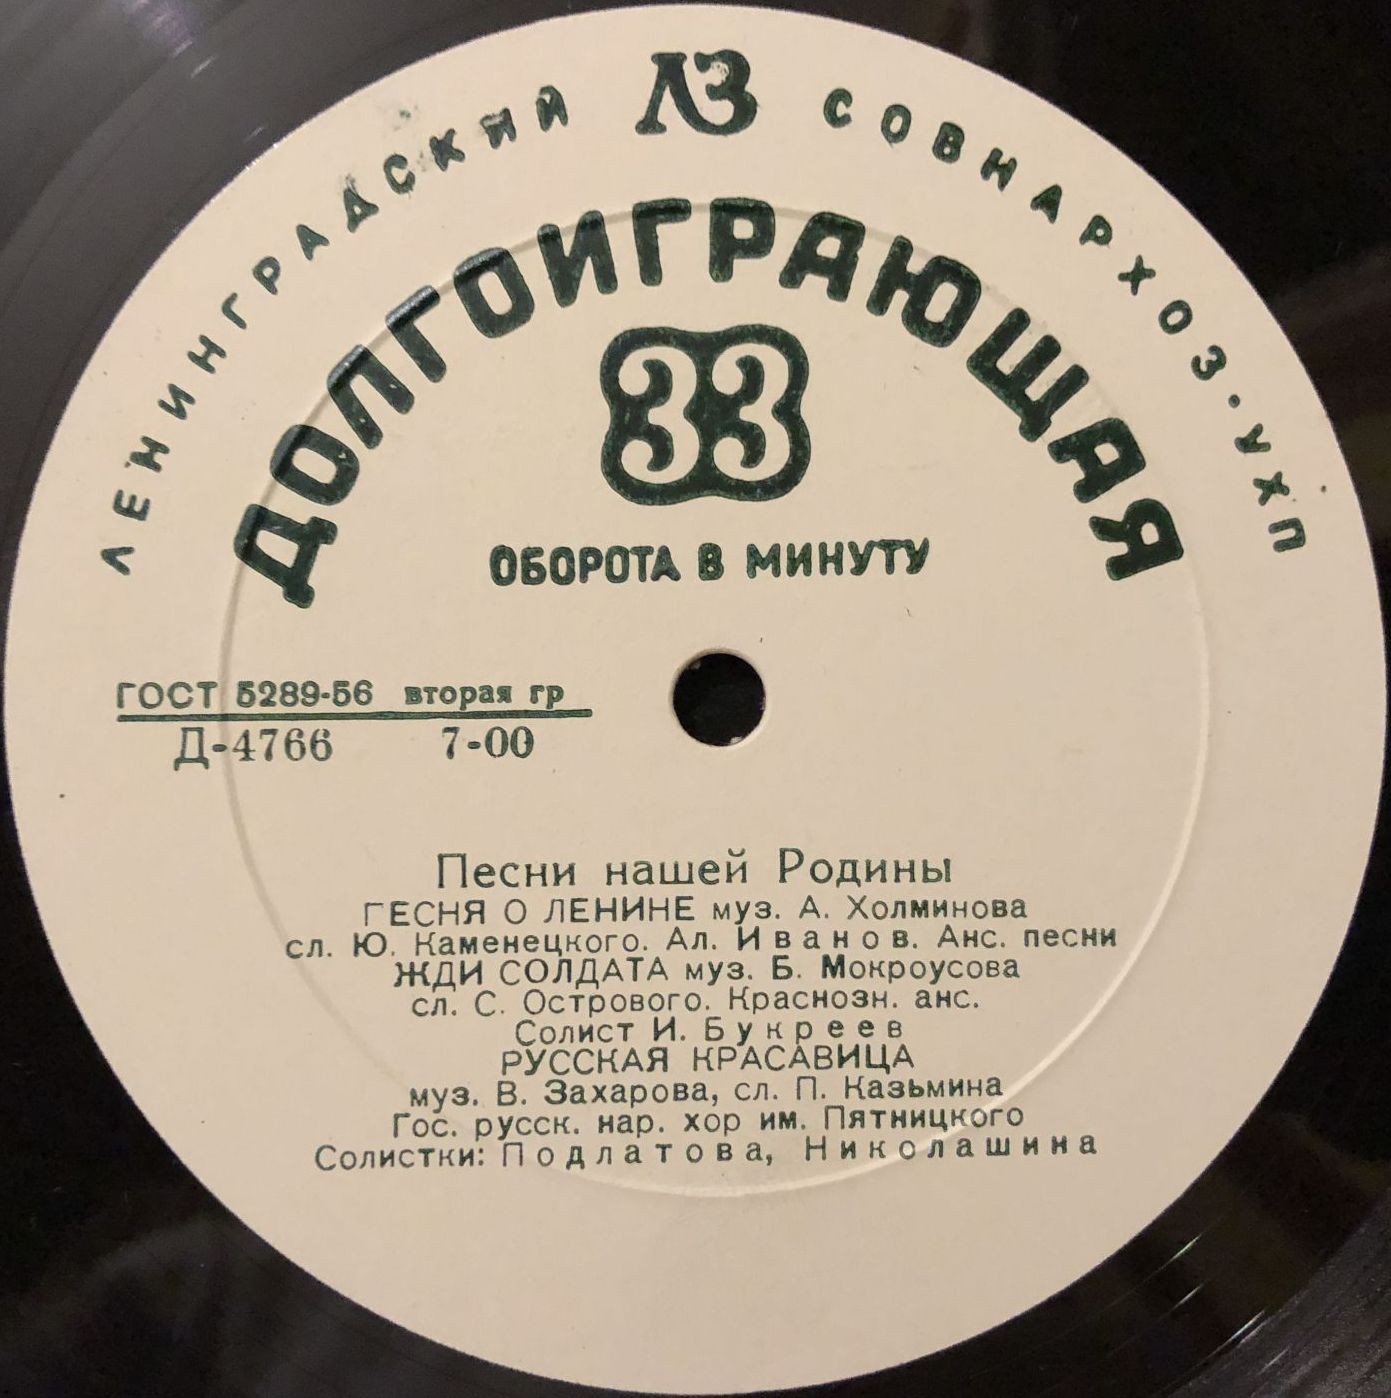 ЛЕНИНГРАДСКИЙ ЛЗ СОВНАРХОЗ · УХП
ДОЛГОИГРАЮЩАЯ
33
ОБОРОТА В МИНУТУ
ГОСТ 5289-56 вторая гр
Д-4766 7-00
Песни нашей Родины
ГЕСНЯ О ЛЕНИНЕ муз. А. Холминова
сл. Ю. Каменецкого. Ал. Иванов. Анс. песни
ЖДИ СОЛДАТА муз. Б. Мокроусова
сл. С. Острового. Краснозн. анс.
Солист И. Букреев
РУССКАЯ КРАСАВИЦА
муз. В. Захарова, сл. П. Казьмина
Гос. русск. нар. хор им. Пятницкого
Солистки: Подлатова, Николашина